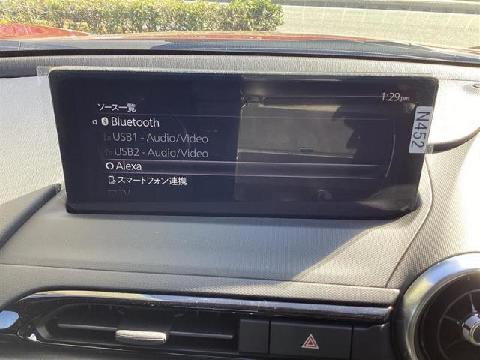 1:29pm
ソース一覧
Bluetooth
USB1 - Audio/Video
USB2 - Audio/Video
Alexa
スマートフォン連携
TV
N452